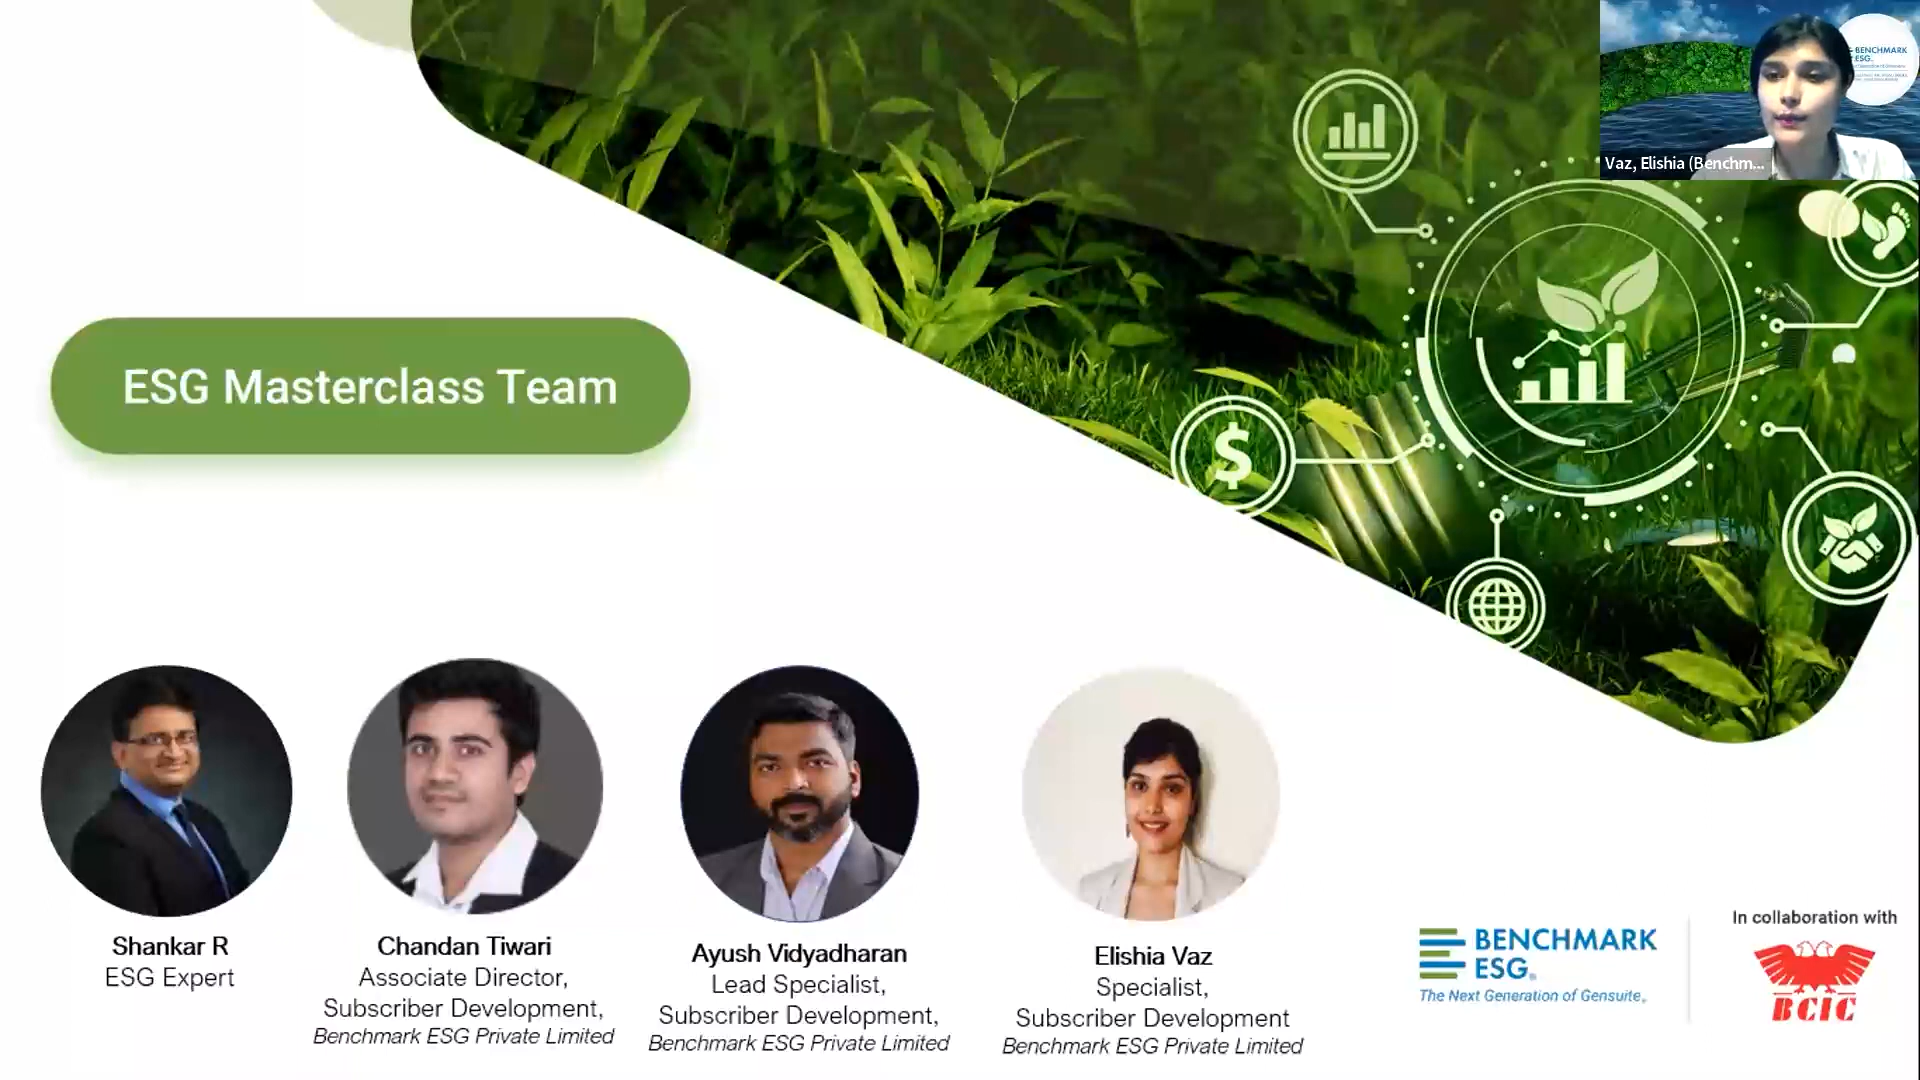 BENCHMARK
ESG
Vaz, Elishia (Benchm...
ESG Masterclass Team
Shankar R
ESG Expert
Chandan Tiwari
Associate Director,
Subscriber Development,
Benchmark ESG Private Limited
Ayush Vidyadharan
Lead Specialist,
Subscriber Development,
Benchmark ESG Private Limited
Elishia Vaz
Specialist,
Subscriber Development
Benchmark ESG Private Limited
BENCHMARK
ESG®
The Next Generation of Gensuite®
In collaboration with
BCIC